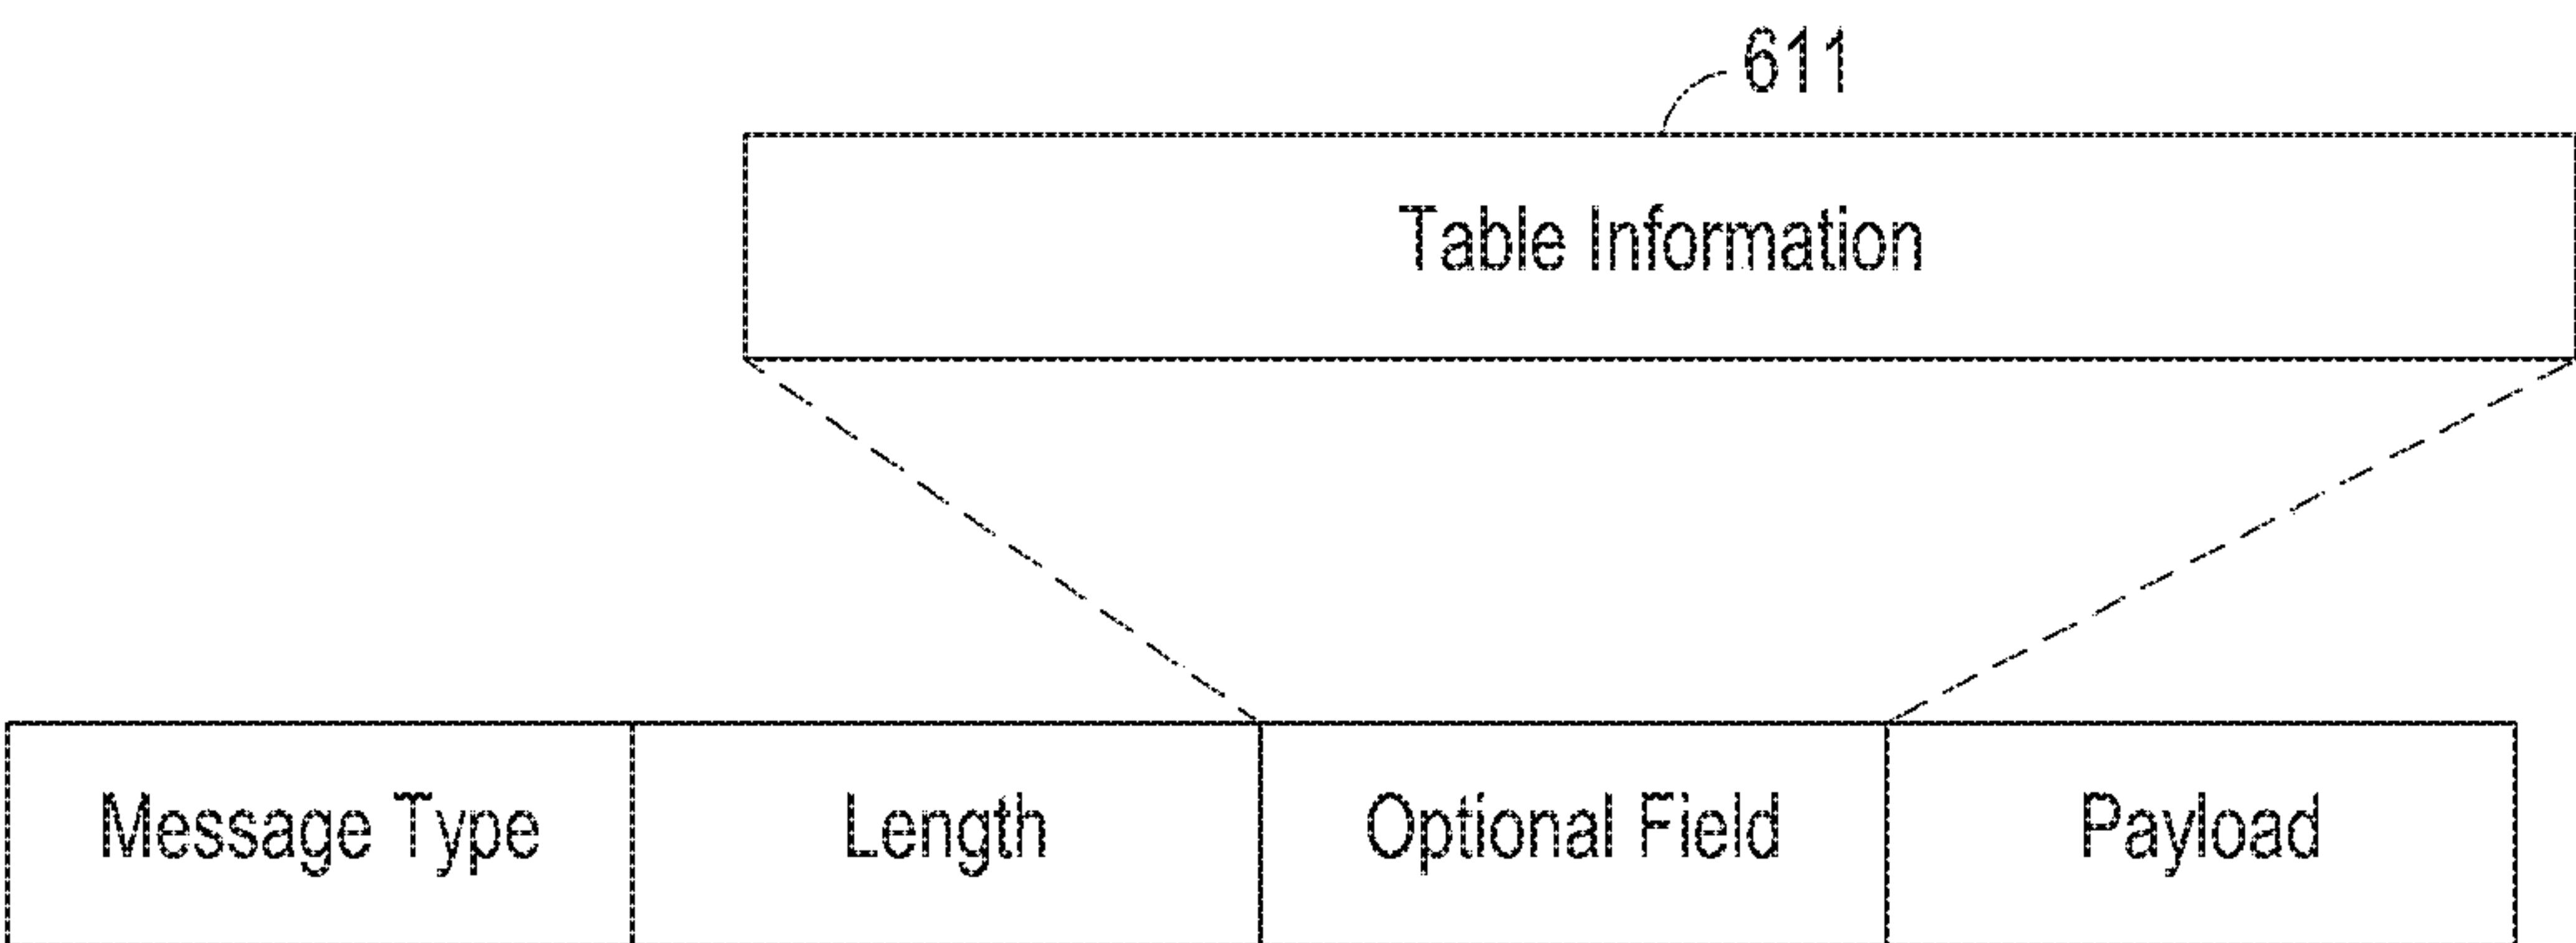 611
Table Information
Message Type Length Optional Field Payload